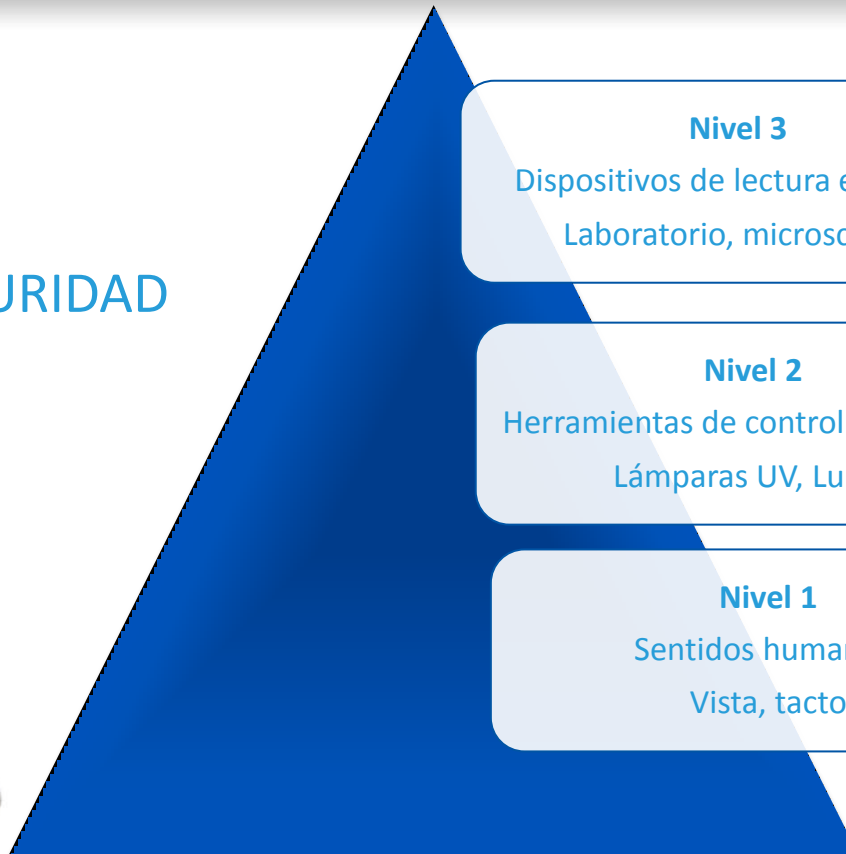 URIDAD
Nivel 3
Dispositivos de lectura e
Laboratorio, microsc
Nivel 2
Herramientas de control
Lámparas UV, Lu
Nivel 1
Sentidos human
Vista, tacto